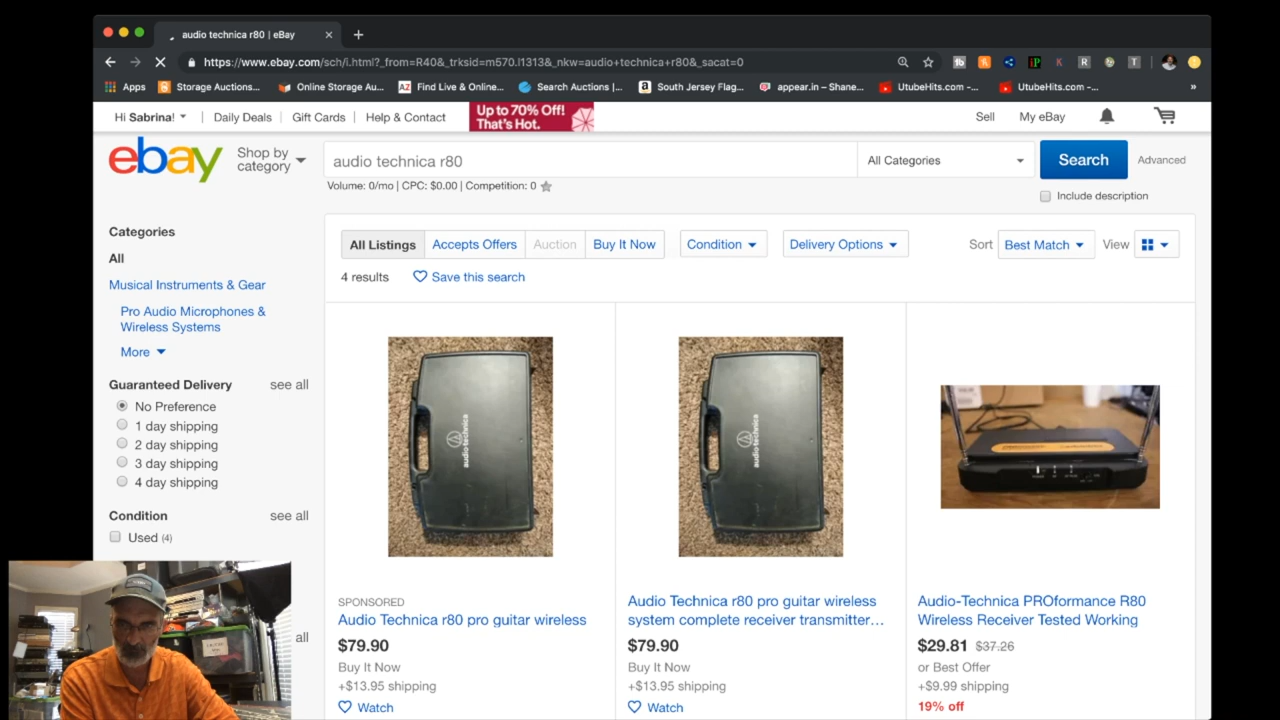 audio technica r80 | eBay
https://www.ebay.com/sch/i.html?_from=R40&_trksid=m570.l1313&_nkw=audio+technica+r80&_sacat=0
Apps Storage Auctions... Online Storage Au... Find Live & Online... Search Auctions |... South Jersey Flag... appear.in – Shane... UtubeHits.com -... UtubeHits.com -...
Hi Sabrina! Daily Deals Gift Cards Help & Contact Up to 70% Off! Sell My eBay
That's Hot.
ebay Shop by category audio technica r80 All Categories Search Advanced
Volume: 0/mo | CPC: $0.00 | Competition: 0 Include description
Categories
All
Musical Instruments & Gear
Pro Audio Microphones &
Wireless Systems
More
Guaranteed Delivery see all
No Preference
1 day shipping
2 day shipping
3 day shipping
4 day shipping
Condition see all
Used (4)
all
All Listings Accepts Offers Auction Buy It Now Condition Delivery Options Sort Best Match View
4 results Save this search
audio-technica
audio-technica
SPONSORED
Audio Technica r80 pro guitar wireless
$79.90
Buy It Now
+$13.95 shipping
Watch
Audio Technica r80 pro guitar wireless
system complete receiver transmitter...
$79.90
Buy It Now
+$13.95 shipping
Watch
Audio-Technica PROformance R80
Wireless Receiver Tested Working
$29.81 $37.26
or Best Offer
+$9.99 shipping
19% off